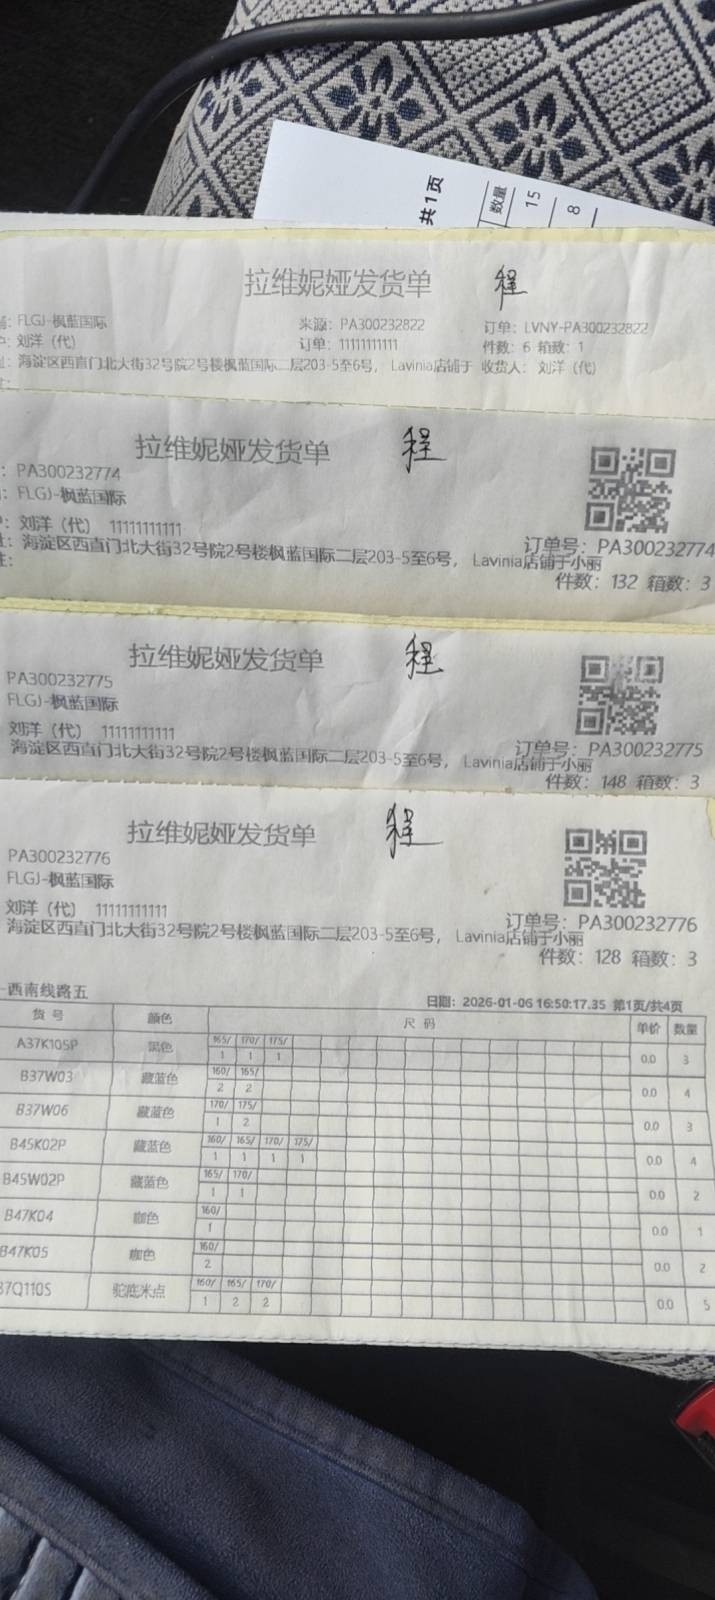 共1页
数量
15
8
拉维妮娅发货单 程
FLGJ-枫蓝国际 来源: PA300232822 订单: LVNY-PA300232822
刘洋 (代) 订单: 11111111111 件数: 6 箱数: 1
海淀区西直门北大街32号院2号楼枫蓝国际二层203-5至6号, Lavinia店铺于 收货人: 刘洋 (代)
拉维妮娅发货单 程
: PA300232774
: FLGJ-枫蓝国际
刘洋 (代) 11111111111
订单号: PA300232774
海淀区西直门北大街32号院2号楼枫蓝国际二层203-5至6号, Lavinia店铺于小丽
件数: 132 箱数: 3
拉维妮娅发货单 程
PA300232775
FLGJ-枫蓝国际
刘洋 (代) 11111111111
订单号: PA300232775
海淀区西直门北大街32号院2号楼枫蓝国际二层203-5至6号, Lavinia店铺于小丽
件数: 148 箱数: 3
拉维妮娅发货单 程
PA300232776
FLGJ-枫蓝国际
刘洋 (代) 11111111111
订单号: PA300232776
海淀区西直门北大街32号院2号楼枫蓝国际二层203-5至6号, Lavinia店铺于小丽
件数: 128 箱数: 3
-西南线路五 日期: 2026-01-06 16:50:17.35 第1页/共4页
货号 颜色 尺码 单价 数量
A37K105P 黑色 165/ 170/ 175/ 0.0 3
1 1 1
B37W03 藏蓝色 160/ 165/ 0.0 4
2 2
B37W06 藏蓝色 170/ 175/ 0.0 3
1 2
B45K02P 藏蓝色 160/ 165/ 170/ 175/ 0.0 4
1 1 1 1
B45W02P 藏蓝色 165/ 170/ 0.0 2
1 1
B47K04 咖色 160/ 0.0 1
1
B47K05 咖色 160/ 0.0 2
2
37Q110S 驼底米点 160/ 165/ 170/ 0.0 5
1 2 2